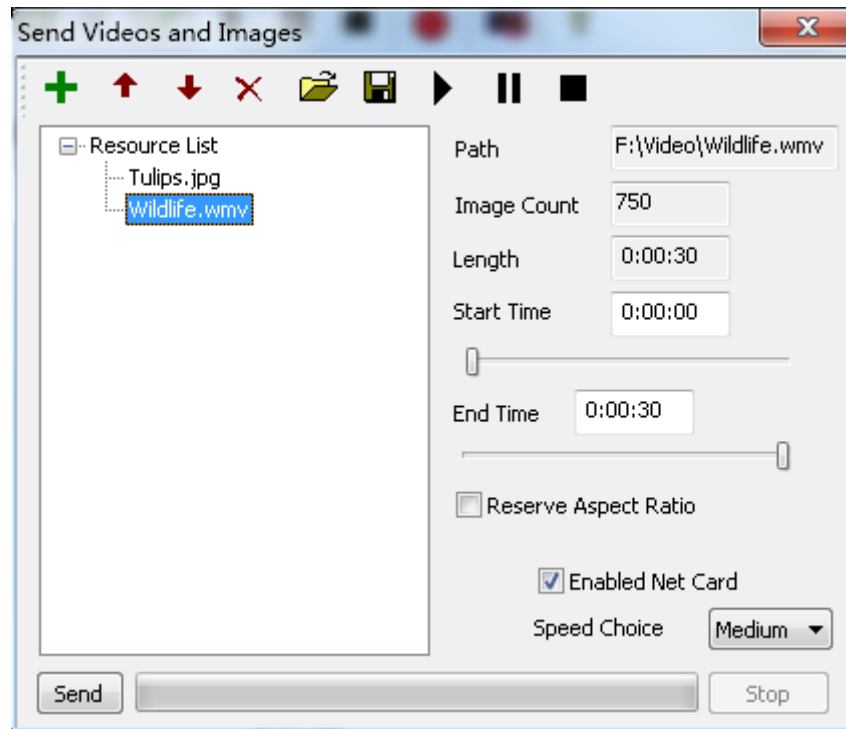 Send Videos and Images
Resource List
Tulips.jpg
Wildlife.wmv
Path F:\Video\Wildlife.wmv
Image Count 750
Length 0:00:30
Start Time 0:00:00
End Time 0:00:30
Reserve Aspect Ratio
Enabled Net Card
Speed Choice Medium
Send Stop